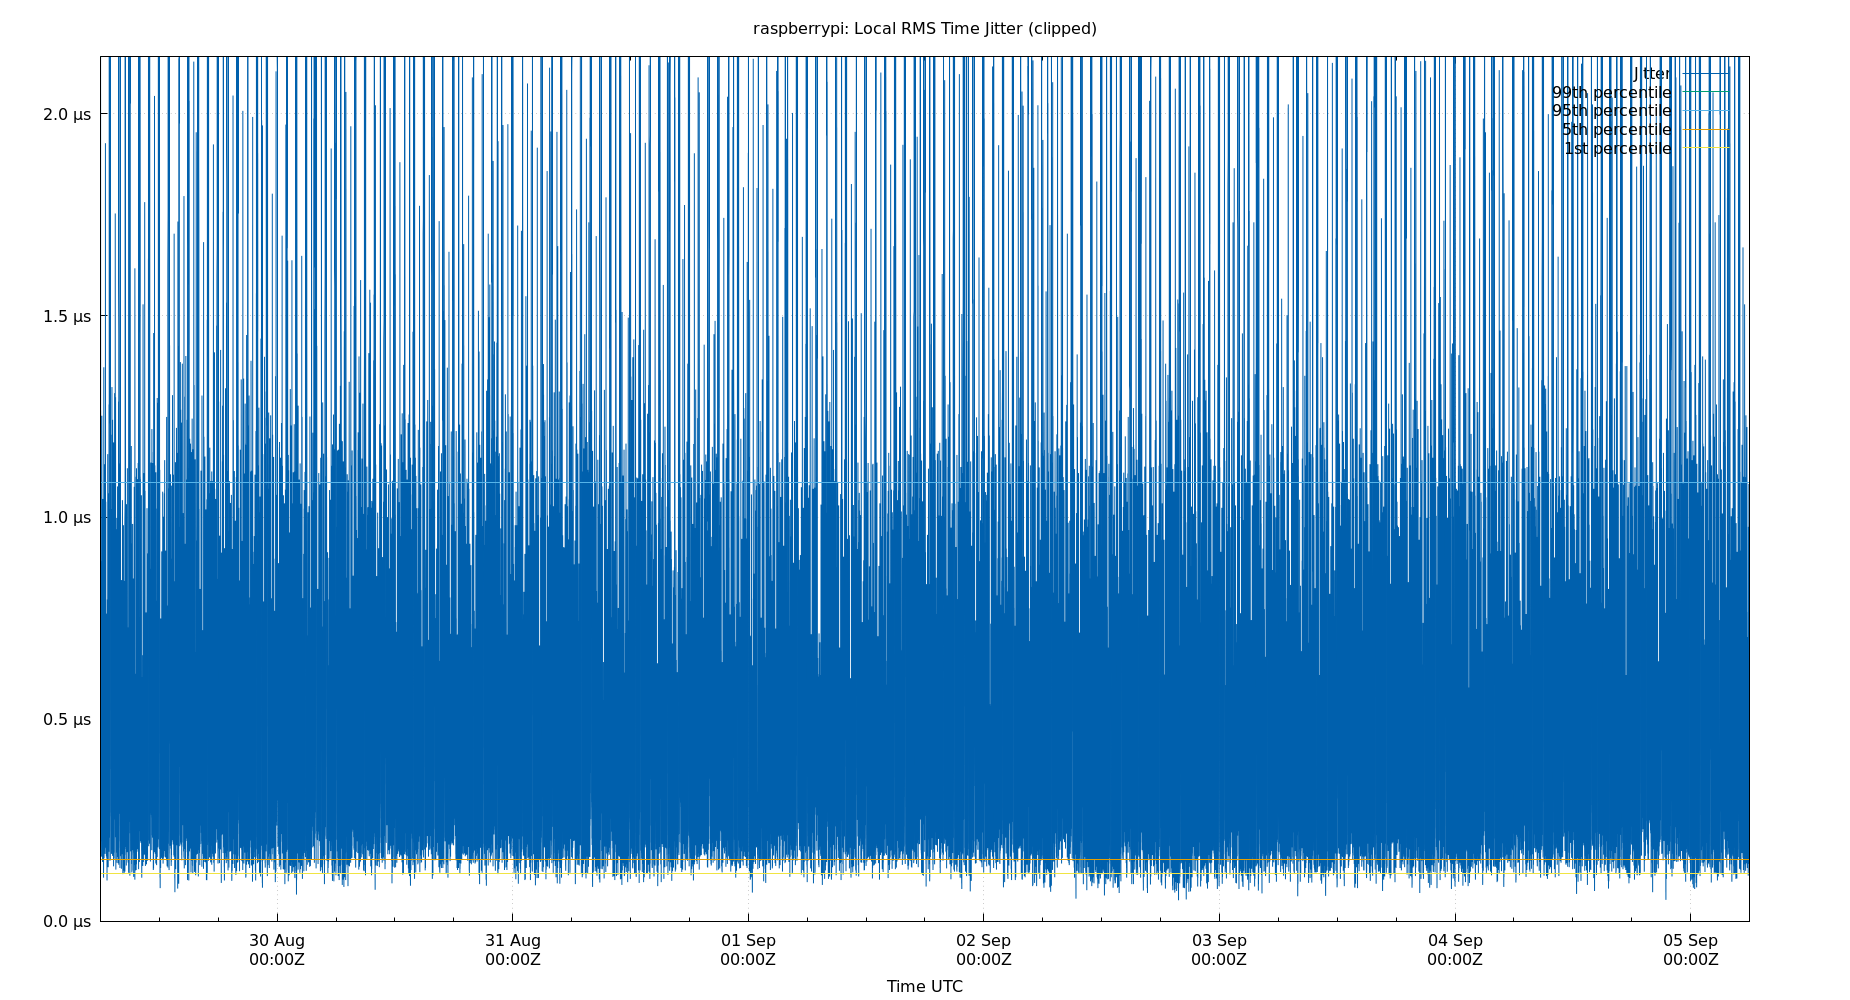 raspberrypi: Local RMS Time Jitter (clipped)
Jitter
99th percentile
95th percentile
5th percentile
1st percentile
2.0 µs
1.5 µs
1.0 µs
0.5 µs
0.0 µs
30 Aug 31 Aug 01 Sep 02 Sep 03 Sep 04 Sep 05 Sep
00:00Z 00:00Z 00:00Z 00:00Z 00:00Z 00:00Z 00:00Z
Time UTC